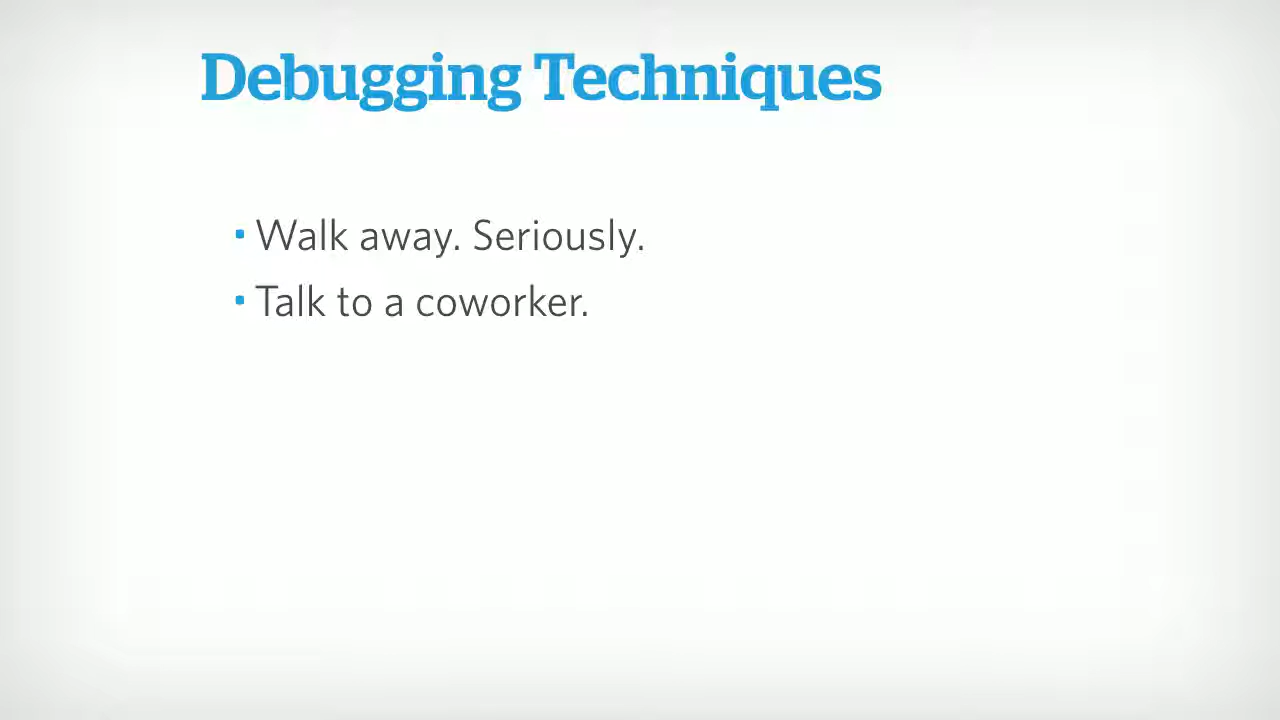 Debugging Techniques
• Walk away. Seriously.
• Talk to a coworker.